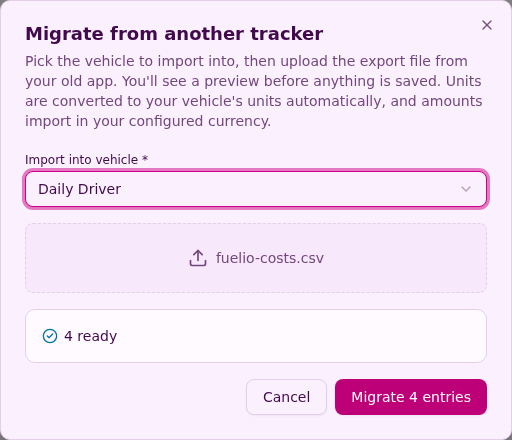 Migrate from another tracker
Pick the vehicle to import into, then upload the export file from
your old app. You'll see a preview before anything is saved. Units
are converted to your vehicle's units automatically, and amounts
import in your configured currency.
Import into vehicle *
Daily Driver
fuelio-costs.csv
4 ready
Cancel
Migrate 4 entries